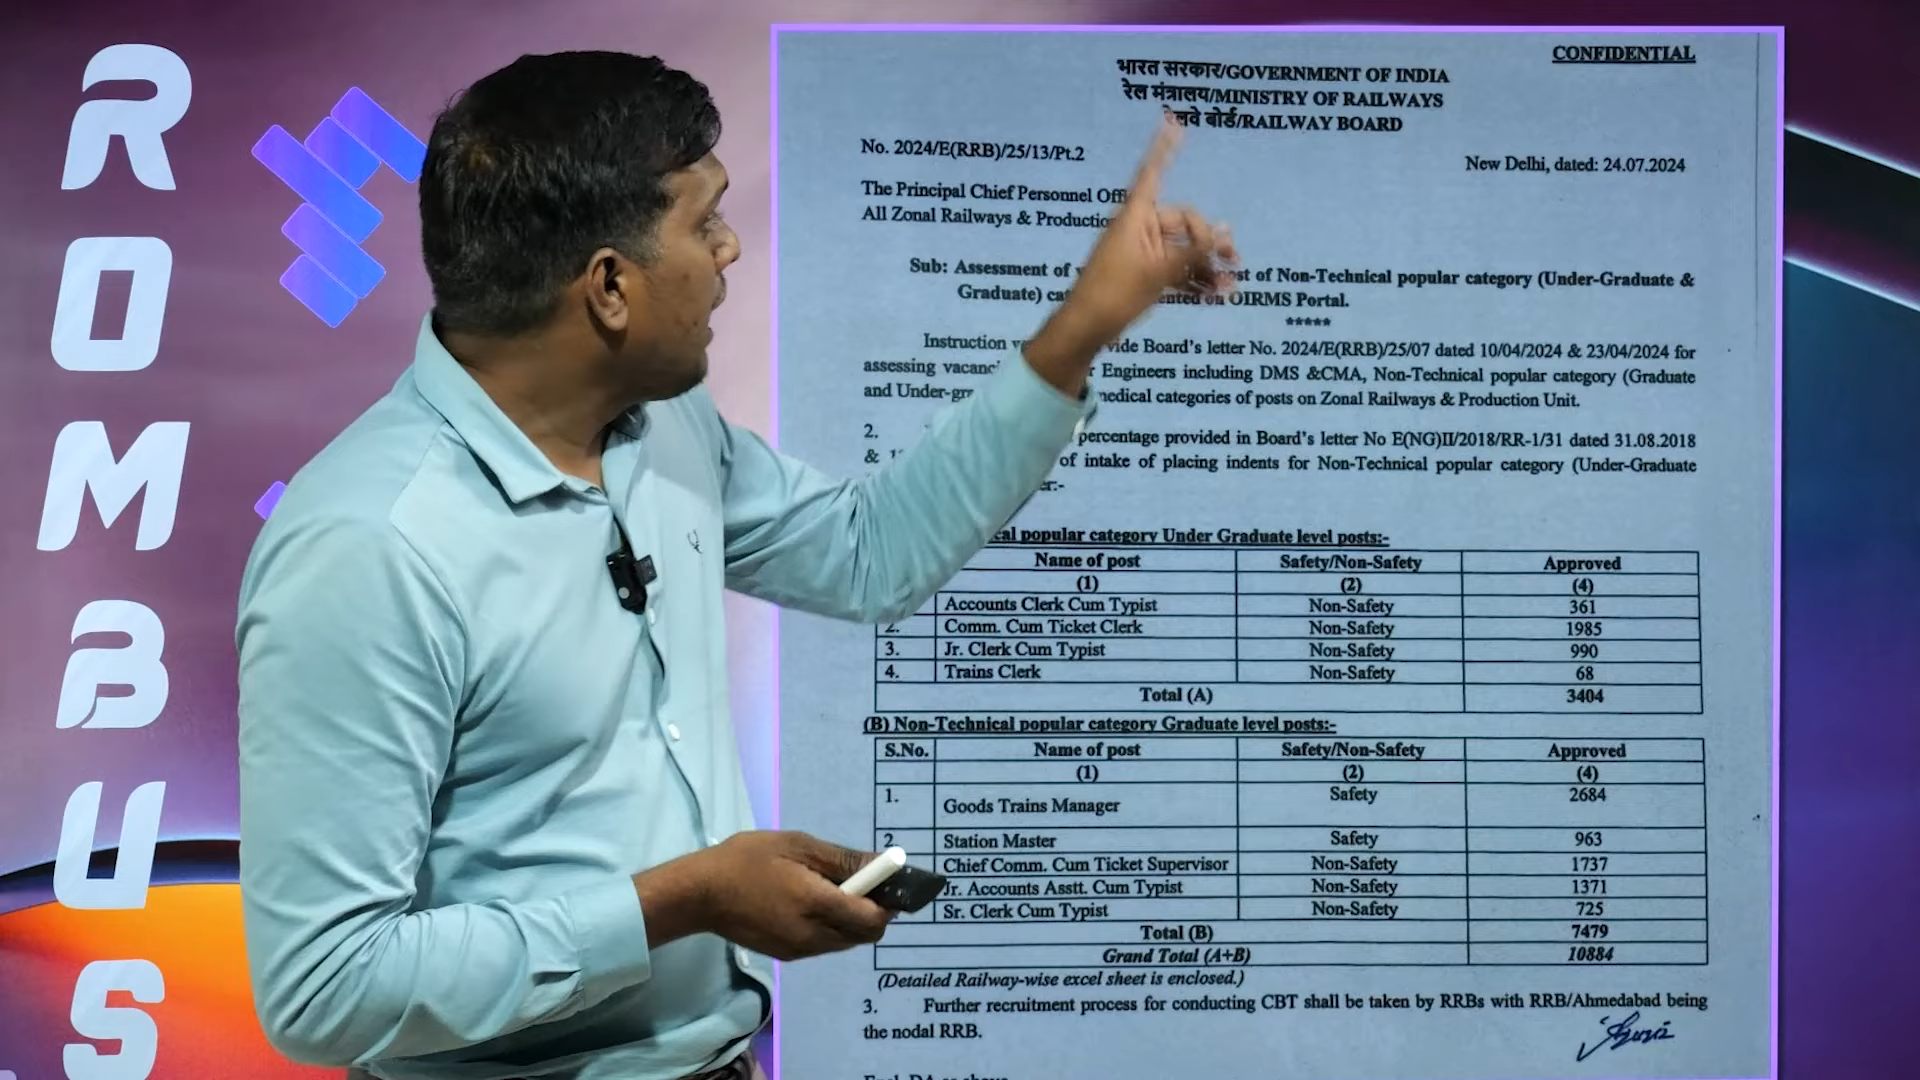 ROMBUS
CONFIDENTIAL
भारत सरकार/GOVERNMENT OF INDIA
रेल मंत्रालय/MINISTRY OF RAILWAYS
रेलवे बोर्ड/RAILWAY BOARD
No. 2024/E(RRB)/25/13/Pt.2
New Delhi, dated: 24.07.2024
The Principal Chief Personnel
All Zonal Railways &
Sub: Assessment of of Non-Technical popular category (Under-Graduate &
Graduate) on OIRMS Portal.
*****
Instruction vide Board's letter No. 2024/E(RRB)/25/07 dated 10/04/2024 & 23/04/2024 for
assessing Engineers including DMS &CMA, Non-Technical popular category (Graduate
and categories of posts on Zonal Railways & Production Unit.
2. percentage provided in Board's letter No E(NG)II/2018/RR-1/31 dated 31.08.2018
& of intake of placing indents for Non-Technical popular category (Under-Graduate
popular category Under Graduate level posts:-
Name of post Safety/Non-Safety Approved
(1) (2) (4)
Accounts Clerk Cum Typist Non-Safety 361
2. Comm. Cum Ticket Clerk Non-Safety 1985
3. Jr. Clerk Cum Typist Non-Safety 990
4. Trains Clerk Non-Safety 68
Total (A) 3404
(B) Non-Technical popular category Graduate level posts:-
S.No. Name of post Safety/Non-Safety Approved
(1) (2) (4)
1. Goods Trains Manager Safety 2684
2. Station Master Safety 963
Chief Comm. Cum Ticket Supervisor Non-Safety 1737
Jr. Accounts Asstt. Cum Typist Non-Safety 1371
Sr. Clerk Cum Typist Non-Safety 725
Total (B) 7479
Grand Total (A+B) 10884
(Detailed Railway-wise excel sheet is enclosed.)
3. Further recruitment process for conducting CBT shall be taken by RRBs with RRB/Ahmedabad being
the nodal RRB.